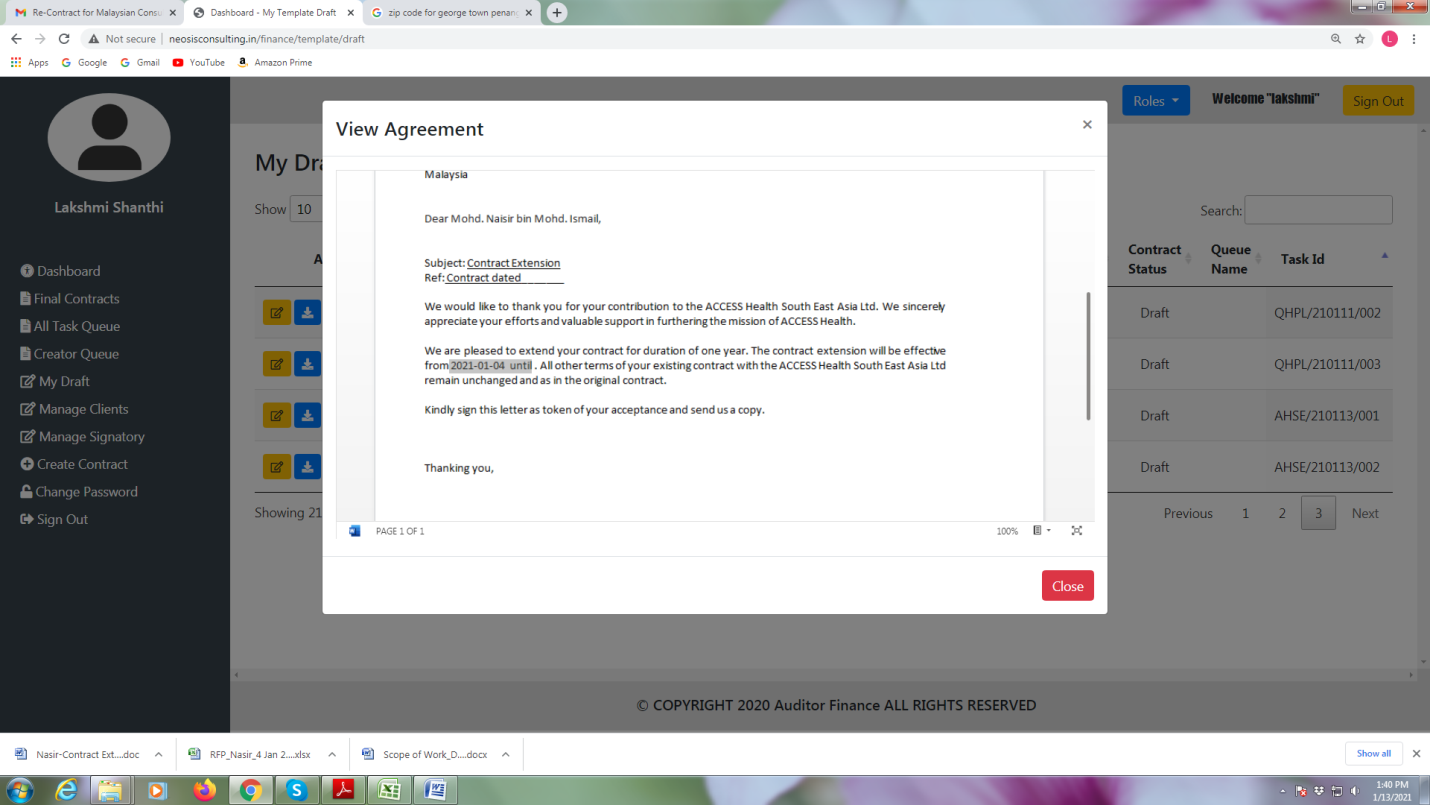 Re-Contract for Malaysian Consu
Dashboard - My Template Draft
zip code for george town penan
Not secure | neosisconsulting.in/finance/template/draft
L
Apps Google Gmail YouTube Amazon Prime
Roles Welcome "lakshmi" Sign Out
Lakshmi Shanthi
Dashboard
Final Contracts
All Task Queue
Creator Queue
My Draft
Manage Clients
Manage Signatory
Create Contract
Change Password
Sign Out
My Dra
Show 10
Search:
A
Contract Status
Queue Name
Task Id
Draft QHPL/210111/002
Draft QHPL/210111/003
Draft AHSE/210113/001
Draft AHSE/210113/002
Showing 21
Previous 1 2 3 Next
View Agreement
Malaysia
Dear Mohd. Naisir bin Mohd. Ismail,
Subject: Contract Extension
Ref: Contract dated_______
We would like to thank you for your contribution to the ACCESS Health South East Asia Ltd. We sincerely
appreciate your efforts and valuable support in furthering the mission of ACCESS Health.
We are pleased to extend your contract for duration of one year. The contract extension will be effective
from 2021-01-04 until . All other terms of your existing contract with the ACCESS Health South East Asia Ltd
remain unchanged and as in the original contract.
Kindly sign this letter as token of your acceptance and send us a copy.
Thanking you,
PAGE 1 OF 1
100%
Close
© COPYRIGHT 2020 Auditor Finance ALL RIGHTS RESERVED
Nasir-Contract Ext....doc
RFP_Nasir_4 Jan 2....xlsx
Scope of Work_D....docx
Show all
1:40 PM
1/13/2021